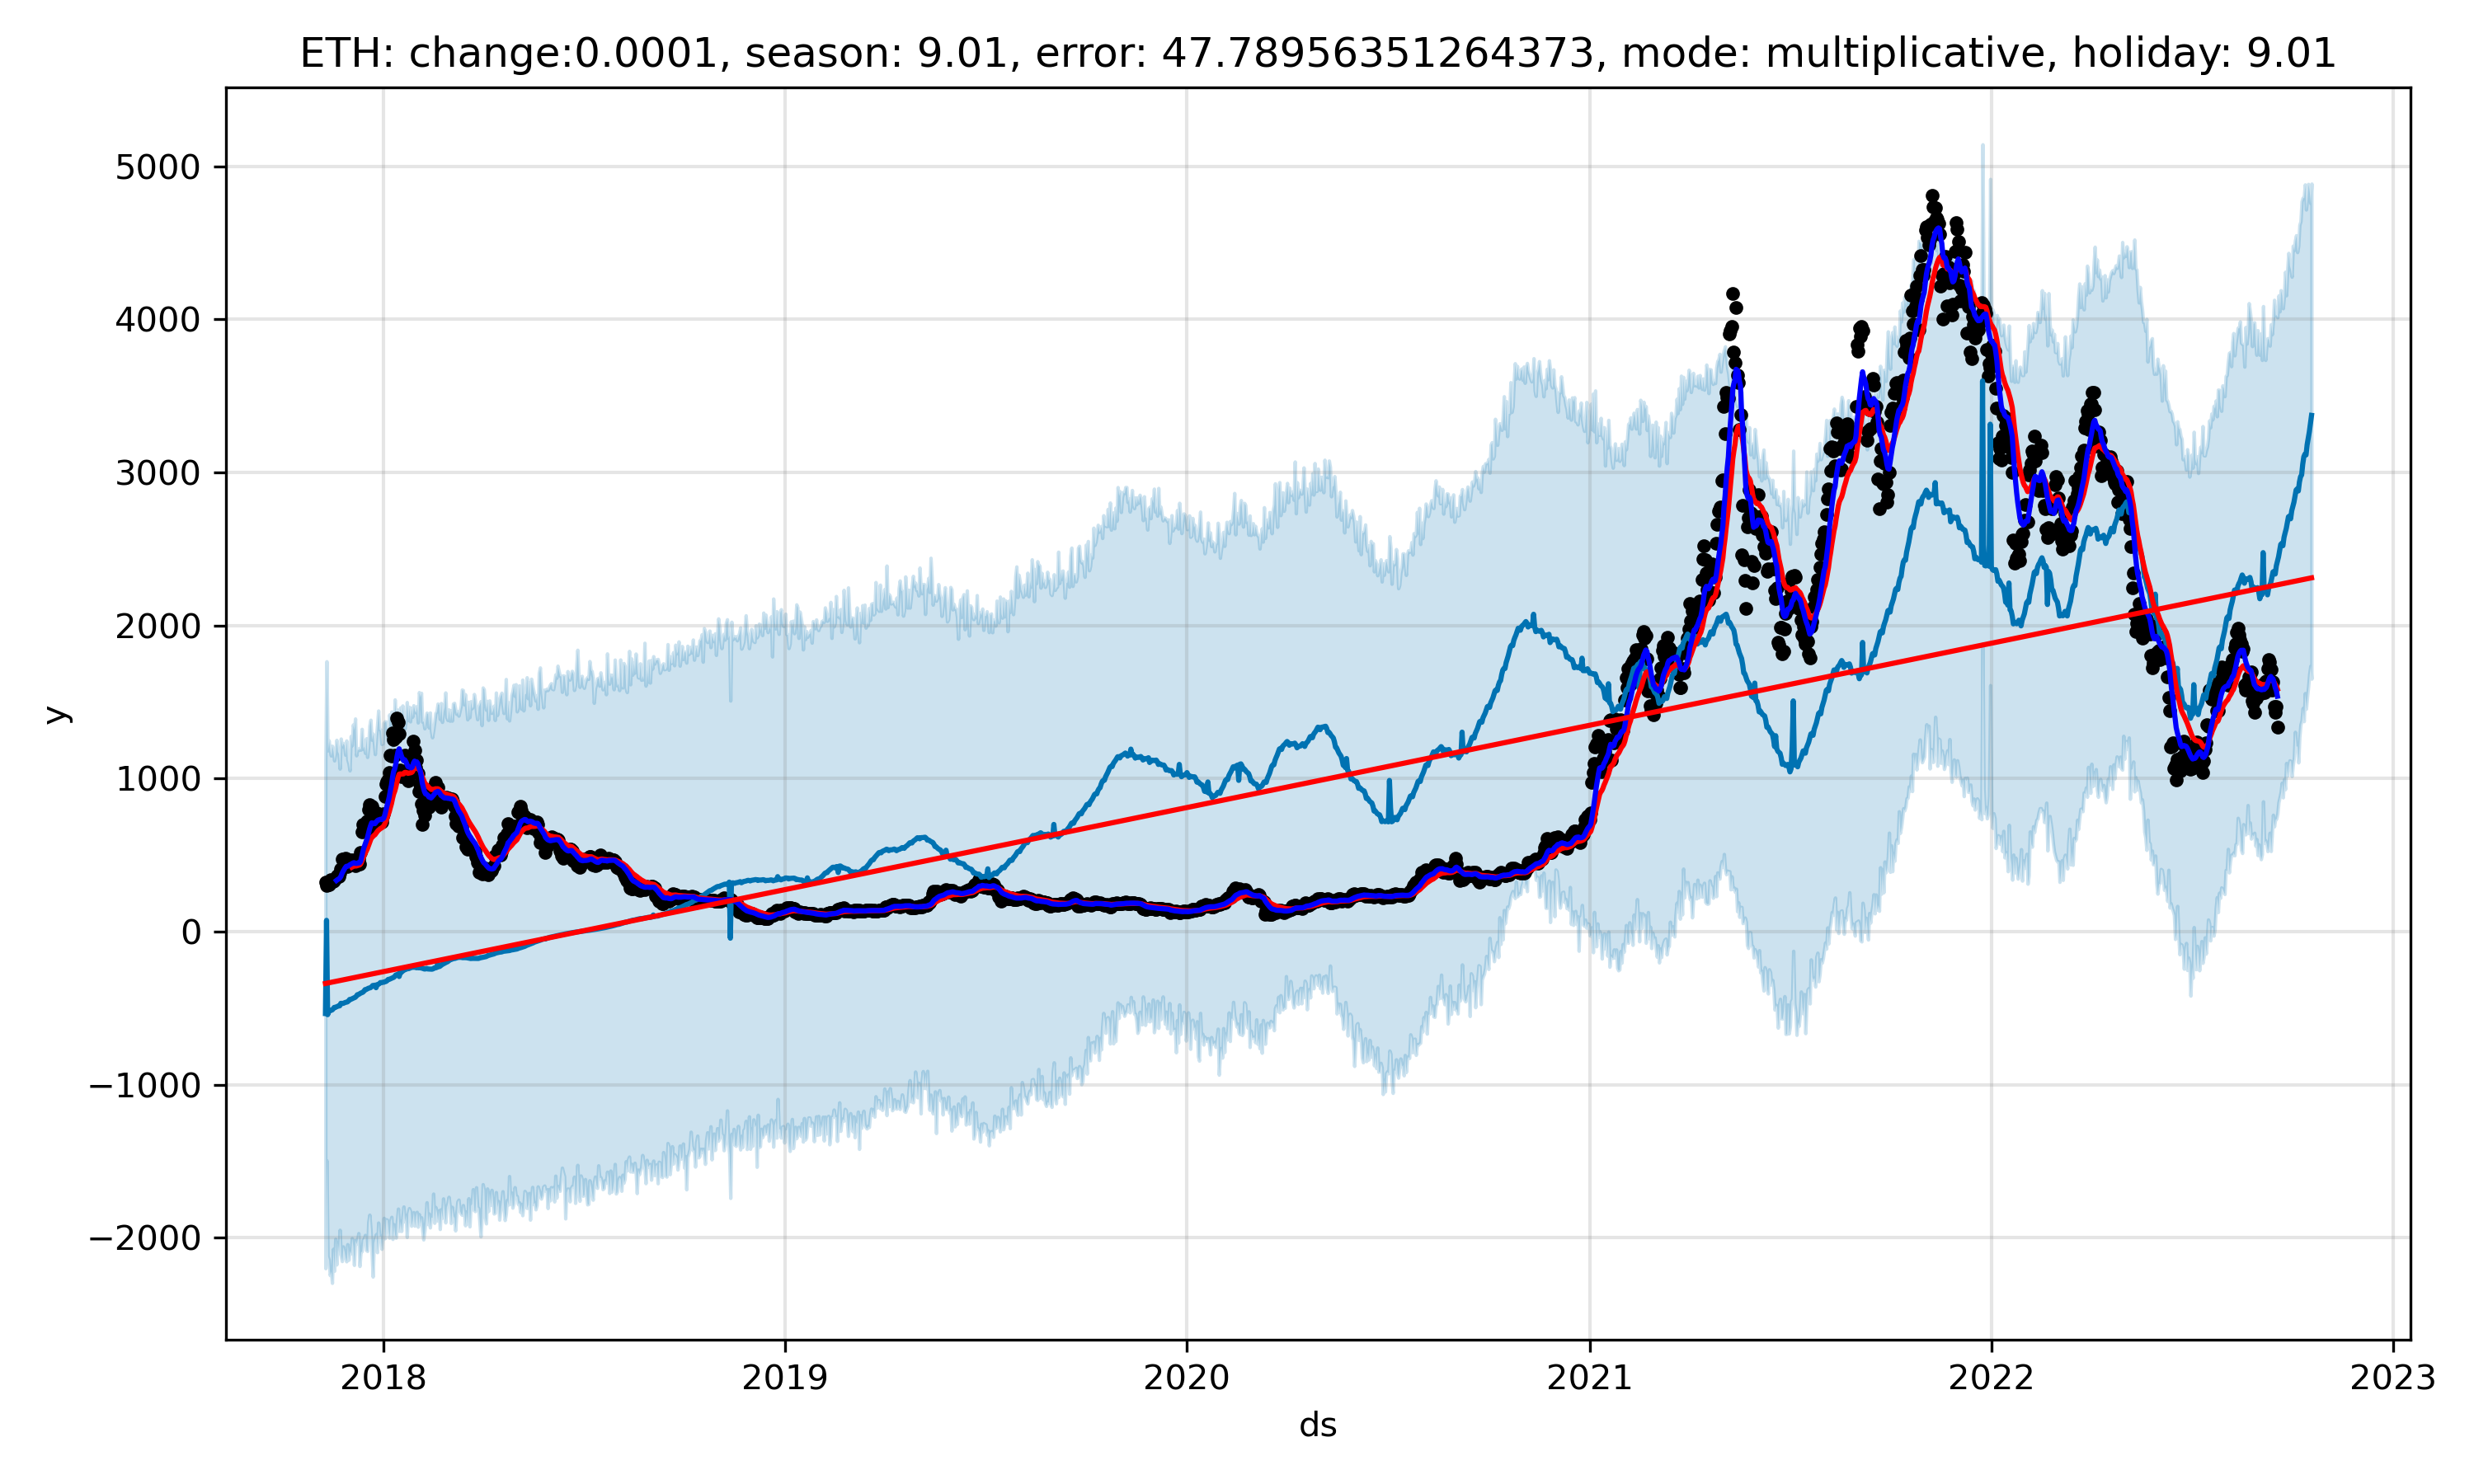 ETH: change:0.0001, season: 9.01, error: 47.78956351264373, mode: multiplicative, holiday: 9.01
y
5000
4000
3000
2000
1000
0
−1000
−2000
2018 2019 2020 2021 2022 2023
ds